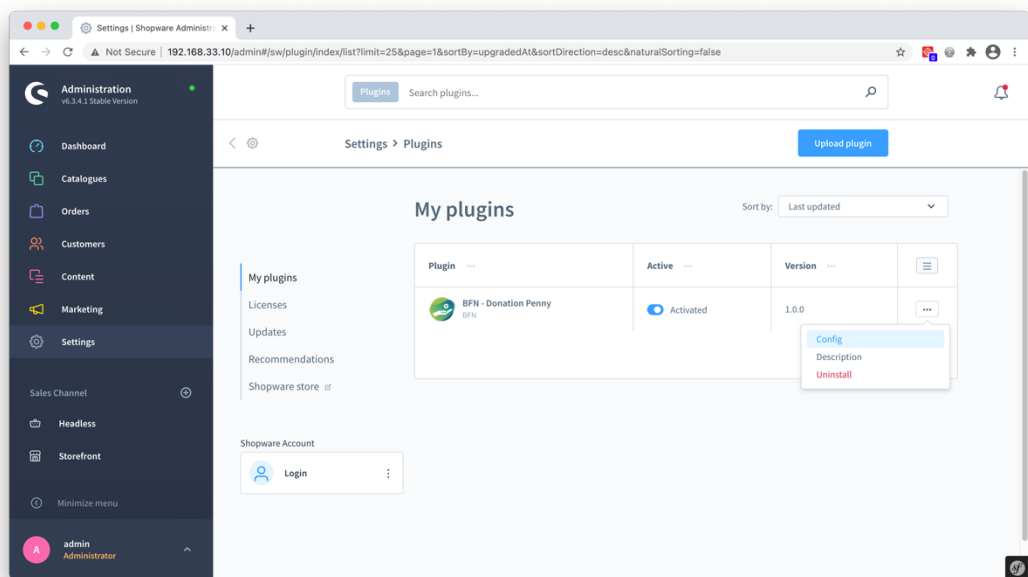 Settings | Shopware Administr
Not Secure | 192.168.33.10/admin#/sw/plugin/index/list?limit=25&page=1&sortBy=upgradedAt&sortDirection=desc&naturalSorting=false
0
Administration
v6.3.4.1 Stable Version
Plugins Search plugins...
Dashboard
Catalogues
Orders
Customers
Content
Marketing
Settings
Sales Channel
Headless
Storefront
Minimize menu
A
admin
Administrator
Settings > Plugins
Upload plugin
My plugins
Sort by: Last updated
My plugins
Licenses
Updates
Recommendations
Shopware store
Shopware Account
Login
Plugin ... Active ... Version ...
BFN - Donation Penny
BFN
Activated
1.0.0
...
Config
Description
Uninstall
sf